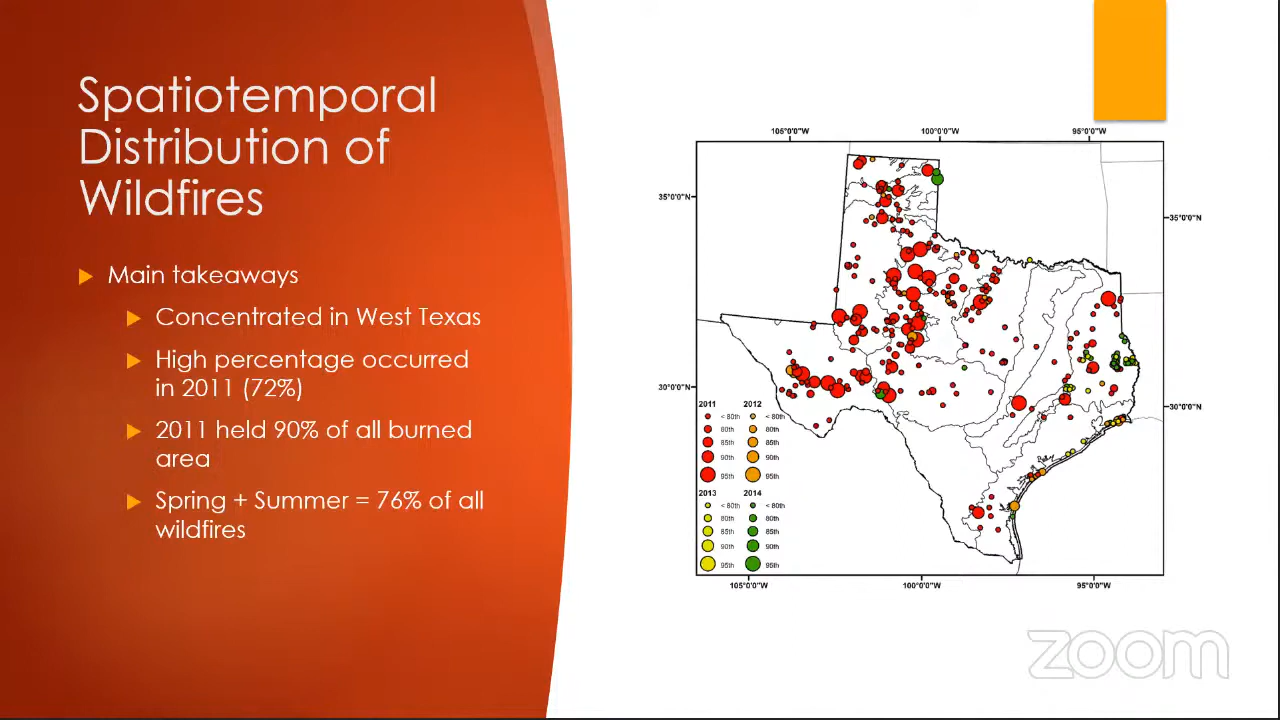 Spatiotemporal
Distribution of
Wildfires
Main takeaways
Concentrated in West Texas
High percentage occurred
in 2011 (72%)
2011 held 90% of all burned
area
Spring + Summer = 76% of all
wildfires
105°0'0"W 100°0'0"W 95°0'0"W
35°0'0"N 35°0'0"N
30°0'0"N 30°0'0"N
2011 2012
< 80th < 80th
80th 80th
85th 85th
90th 90th
95th 95th
2013 2014
< 80th < 80th
80th 80th
85th 85th
90th 90th
95th 95th
105°0'0"W 100°0'0"W 95°0'0"W
zoom